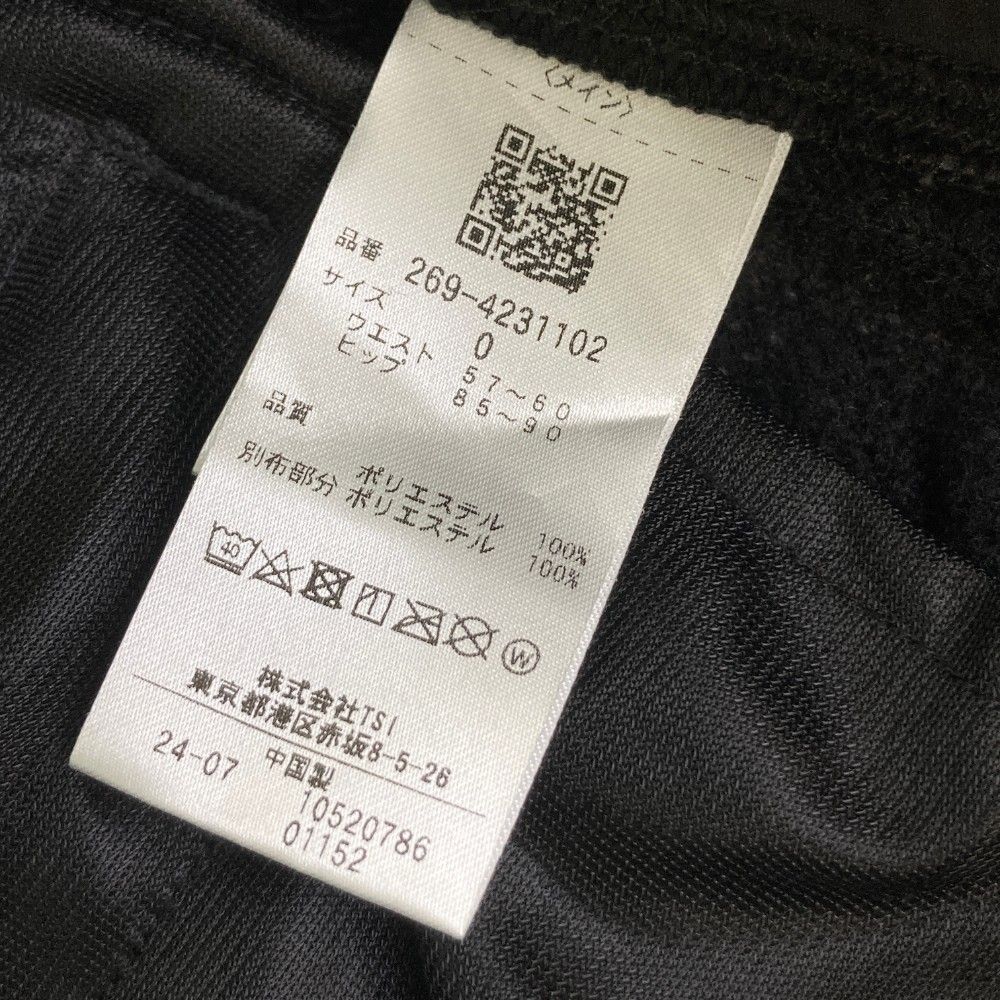 〈メイン〉
品番 269-4231102
サイズ 0
ウエスト 57～60
ヒップ 85～90
品質
ポリエステル 100%
別布部分 ポリエステル 100%
40
W
株式会社TSI
東京都港区赤坂8-5-26
中国製
24-07
10520786
01152